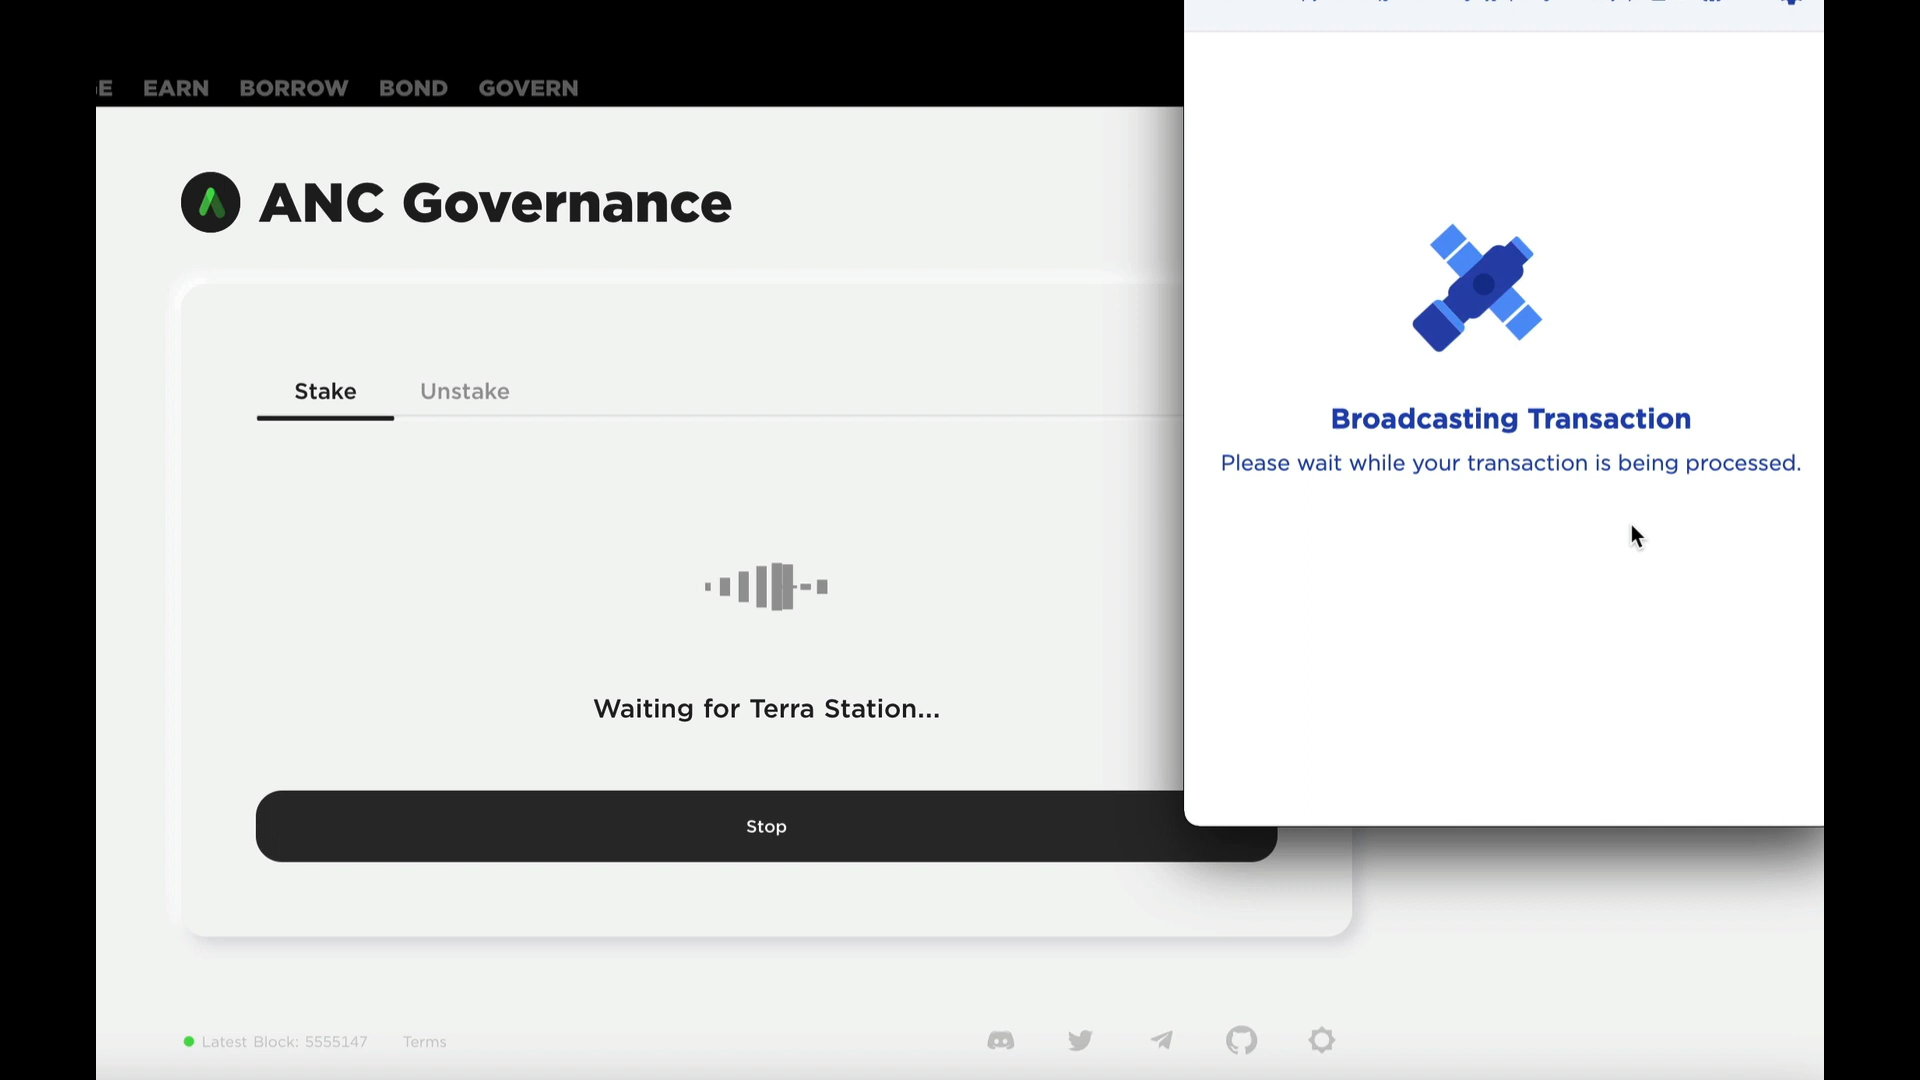 EARN BORROW BOND GOVERN
ANC Governance
Stake Unstake
Waiting for Terra Station...
Stop
Latest Block: 5555147 Terms
Broadcasting Transaction
Please wait while your transaction is being processed.